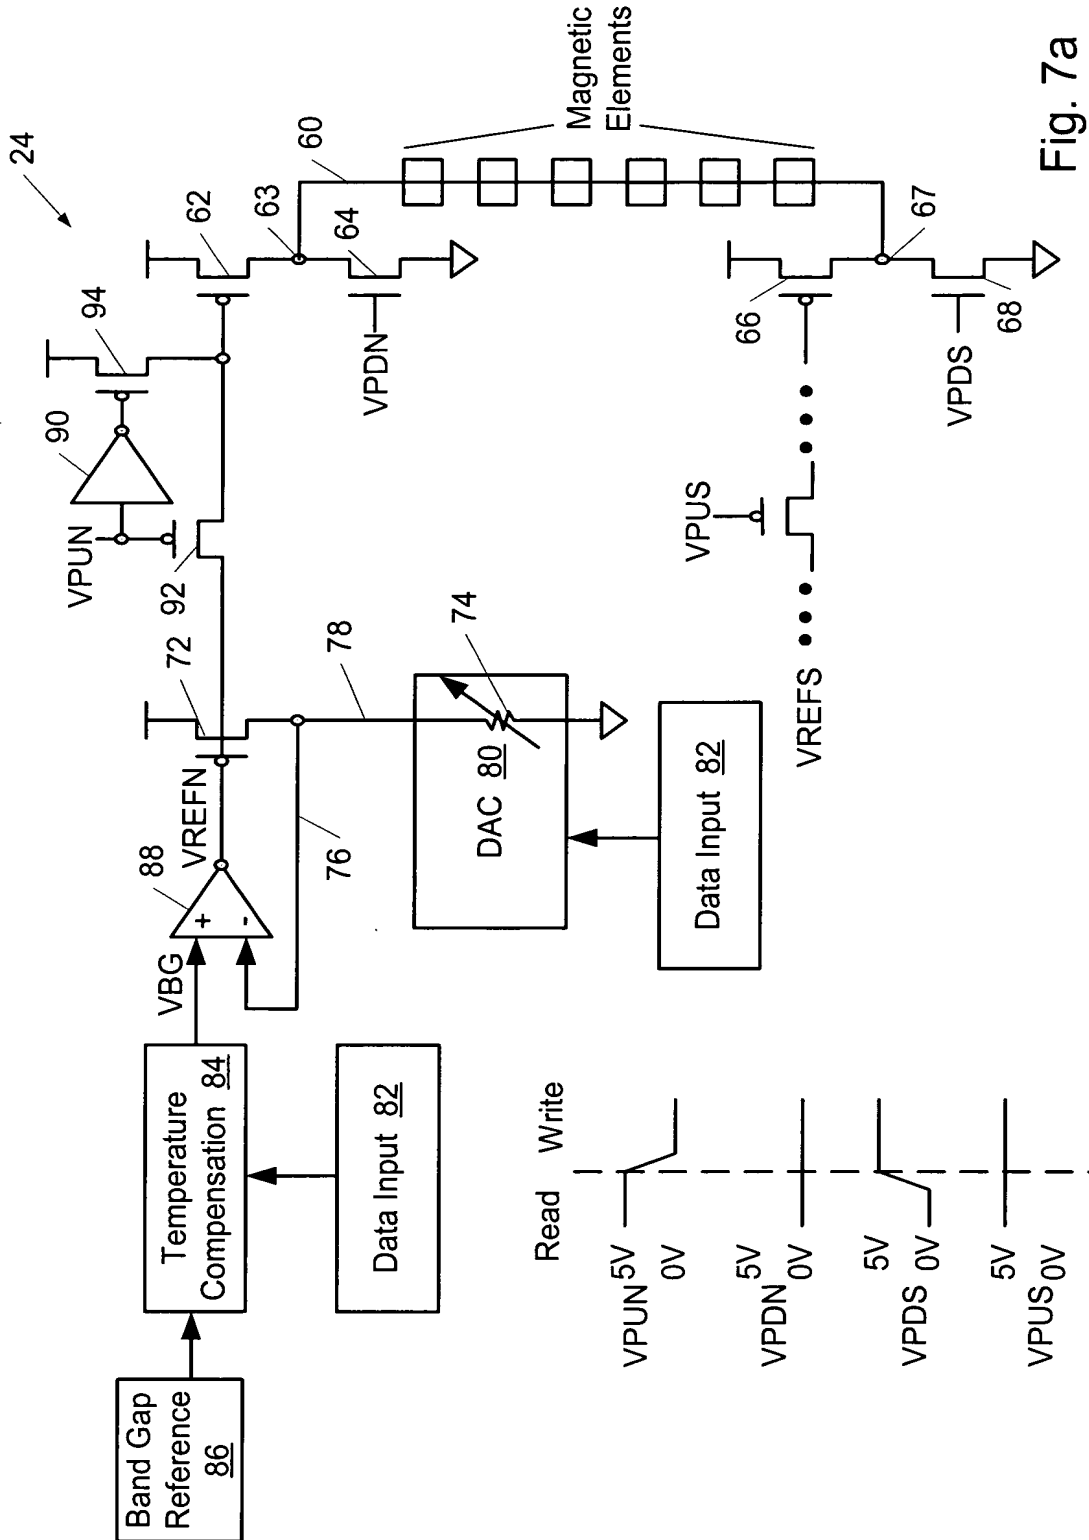 24
Band Gap
Reference
86
Temperature
Compensation 84
Data Input 82
VBG
88
+
-
VREFN
72
76
78
DAC 80
74
Data Input 82
VPUN
90
92
94
62
63
64
VPDN
60
Magnetic
Elements
VREFS
VPUS
66
67
68
VPDS
Read
Write
VPUN
5V
0V
VPDN
5V
0V
VPDS
5V
0V
VPUS
5V
0V
Fig. 7a